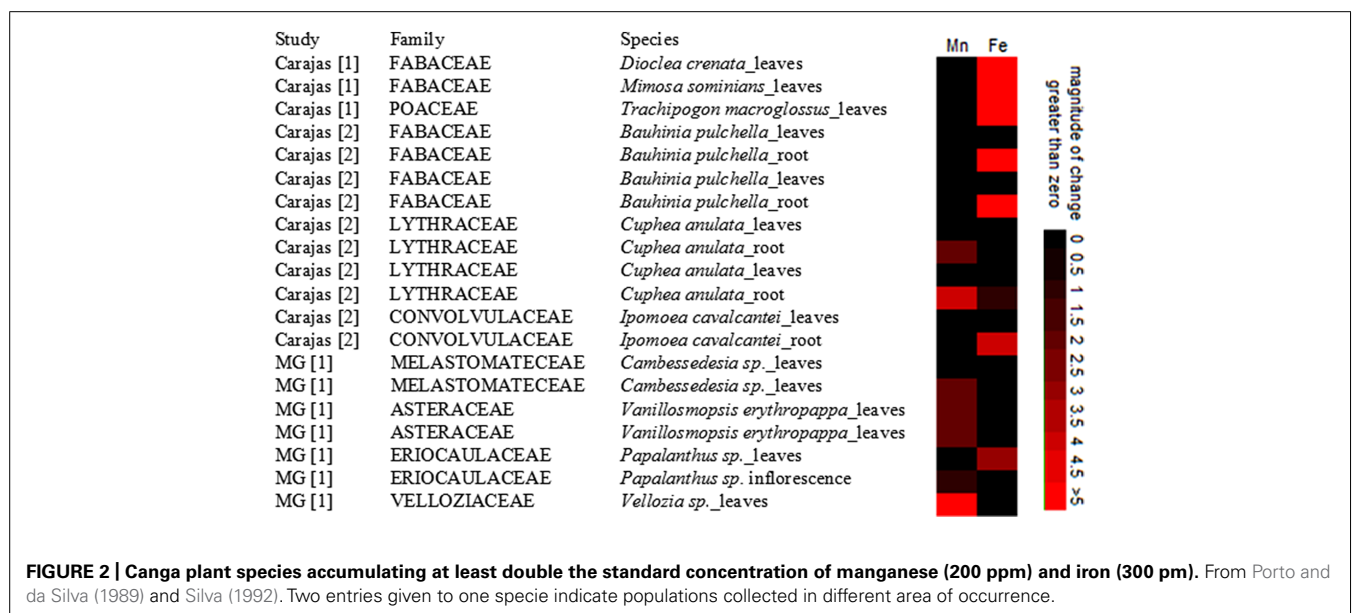 Study Family Species Mn Fe
Carajas [1] FABACEAE Dioclea crenata_leaves
Carajas [1] FABACEAE Mimosa sominians_leaves
Carajas [1] POACEAE Trachipogon macroglossus_leaves
Carajas [2] FABACEAE Bauhinia pulchella_leaves
Carajas [2] FABACEAE Bauhinia pulchella_root
Carajas [2] FABACEAE Bauhinia pulchella_leaves
Carajas [2] FABACEAE Bauhinia pulchella_root
Carajas [2] LYTHRACEAE Cuphea anulata_leaves
Carajas [2] LYTHRACEAE Cuphea anulata_root
Carajas [2] LYTHRACEAE Cuphea anulata_leaves
Carajas [2] LYTHRACEAE Cuphea anulata_root
Carajas [2] CONVOLVULACEAE Ipomoea cavalcantei_leaves
Carajas [2] CONVOLVULACEAE Ipomoea cavalcantei_root
MG [1] MELASTOMATECEAE Cambessedesia sp._leaves
MG [1] MELASTOMATECEAE Cambessedesia sp._leaves
MG [1] ASTERACEAE Vanillosmopsis erythropappa_leaves
MG [1] ASTERACEAE Vanillosmopsis erythropappa_leaves
MG [1] ERIOCAULACEAE Papalanthus sp._leaves
MG [1] ERIOCAULACEAE Papalanthus sp. inflorescence
MG [1] VELLOZIACEAE Vellozia sp._leaves
magnitude of change
greater than zero
0 0.5 1 1.5 2 2.5 3 3.5 4 4.5 >5
FIGURE 2 | Canga plant species accumulating at least double the standard concentration of manganese (200 ppm) and iron (300 pm). From Porto and
da Silva (1989) and Silva (1992). Two entries given to one specie indicate populations collected in different area of occurrence.